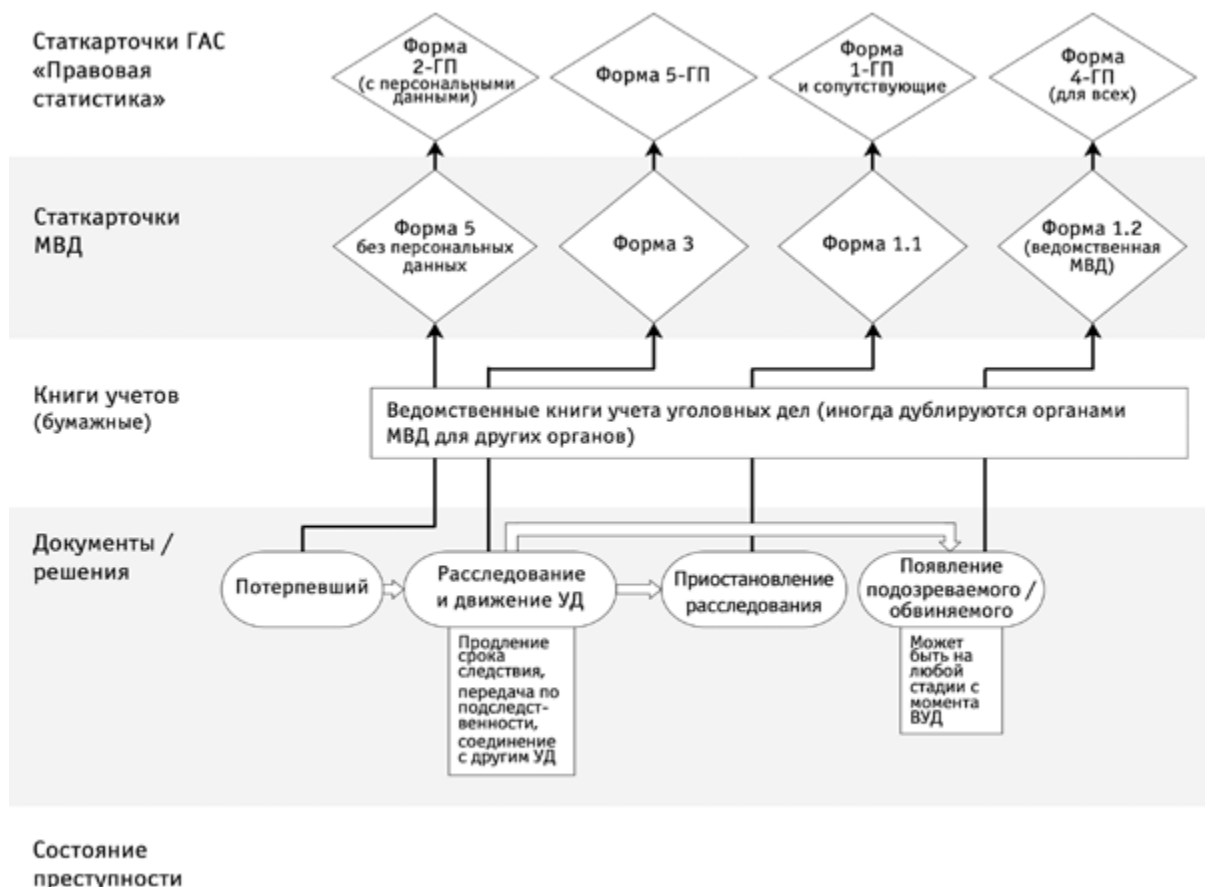 Статкарточки ГАС
«Правовая
статистика»
Форма
2-ГП
(с персональными
данными)
Форма 5-ГП
Форма
1-ГП
и сопутствующие
Форма
4-ГП
(для всех)
Статкарточки
МВД
Форма 5
без персональных
данных
Форма 3
Форма 1.1
Форма 1.2
(ведомственная
МВД)
Книги учетов
(бумажные)
Ведомственные книги учета уголовных дел (иногда дублируются органами
МВД для других органов)
Документы /
решения
Потерпевший
Расследование
и движение УД
Приостановление
расследования
Появление
подозреваемого /
обвиняемого
Продление
срока
следствия,
передача по
подследст-
венности,
соединение
с другим УД
Может
быть на
любой
стадии с
момента
ВУД
Состояние
преступности